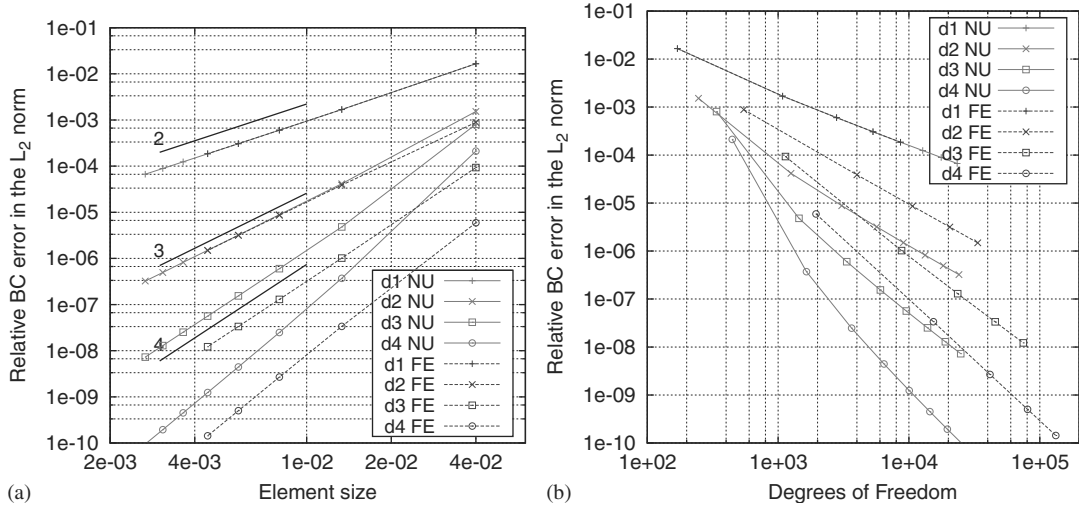 Relative BC error in the L2 norm
1e-01
1e-02
1e-03
1e-04
1e-05
1e-06
1e-07
1e-08
1e-09
1e-10
2
3
4
d1 NU
d2 NU
d3 NU
d4 NU
d1 FE
d2 FE
d3 FE
d4 FE
2e-03 4e-03 1e-02 2e-02 4e-02
(a) Element size
Relative BC error in the L2 norm
1e-01
1e-02
1e-03
1e-04
1e-05
1e-06
1e-07
1e-08
1e-09
1e-10
d1 NU
d2 NU
d3 NU
d4 NU
d1 FE
d2 FE
d3 FE
d4 FE
1e+02 1e+03 1e+04 1e+05
(b) Degrees of Freedom